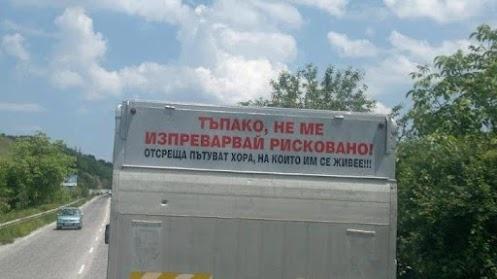 ТЪПАКО, НЕ МЕ
ИЗПРЕВАРВАЙ РИСКОВАНО!
ОТСРЕЩА ПЪТУВАТ ХОРА, НА КОИТО ИМ СЕ ЖИВЕЕ!!!